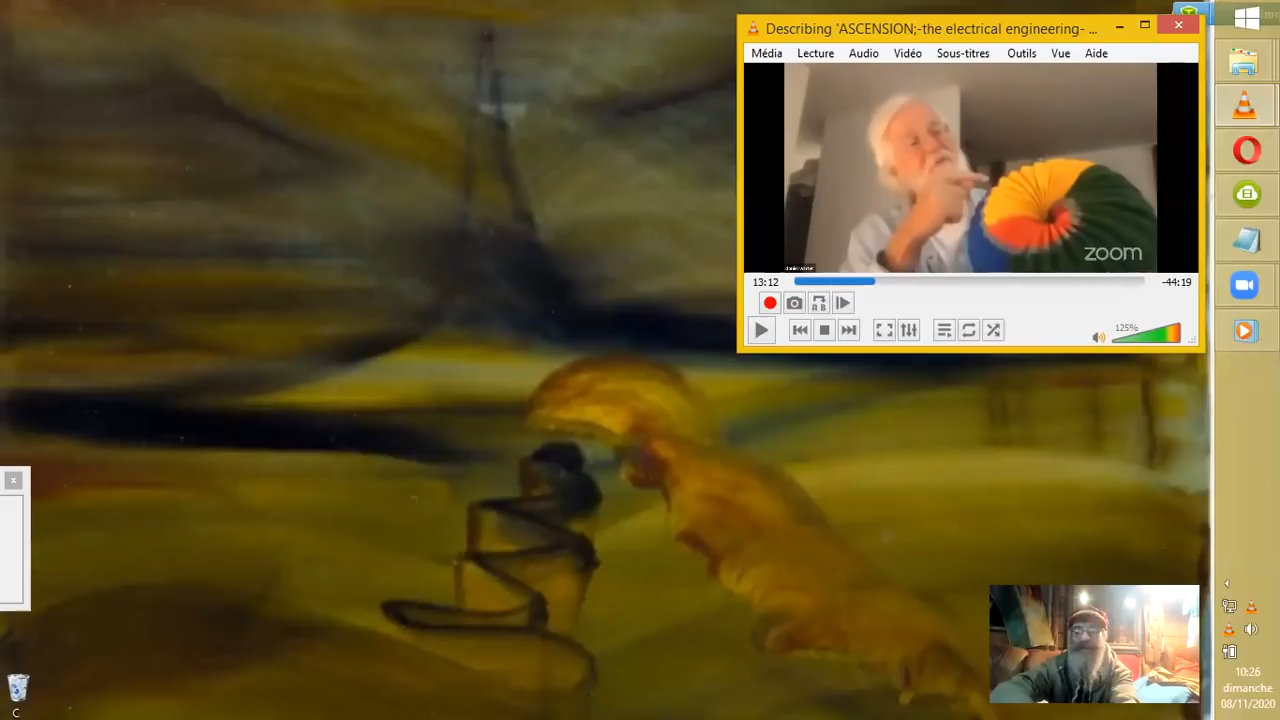 Describing 'ASCENSION;-the electrical engineering- ...
Média Lecture Audio Vidéo Sous-titres Outils Vue Aide
zoom
13:12
-44:19
A B
125%
x
C
10:26
dimanche
08/11/2020